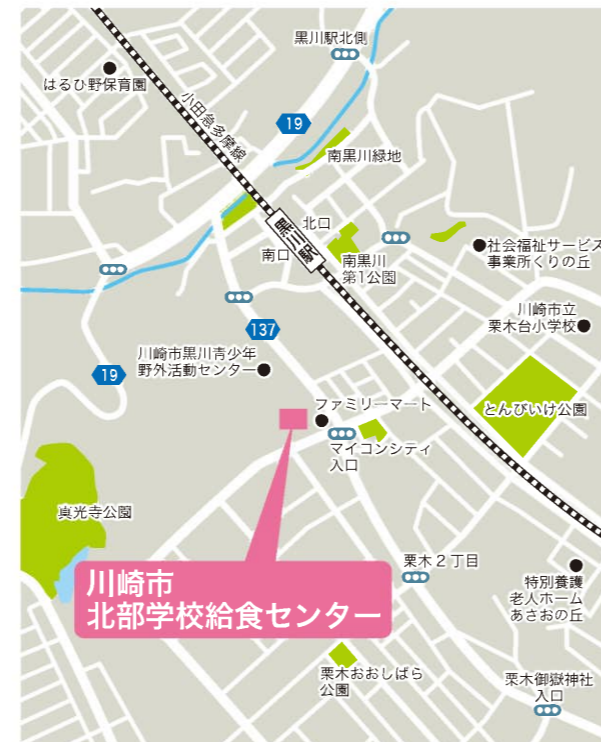 黒川駅北側
はるひ野保育園
小田急多摩線
19
南黒川緑地
北口
黒川駅
南口
南黒川
第1公園
社会福祉サービス
事業所くりの丘
川崎市立
栗木台小学校
137
川崎市黒川青少年
野外活動センター
19
ファミリーマート
とんびいけ公園
マイコンシティ
入口
真光寺公園
川崎市
北部学校給食センター
栗木2丁目
特別養護
老人ホーム
あさおの丘
栗木おおしばら
公園
栗木御嶽神社
入口